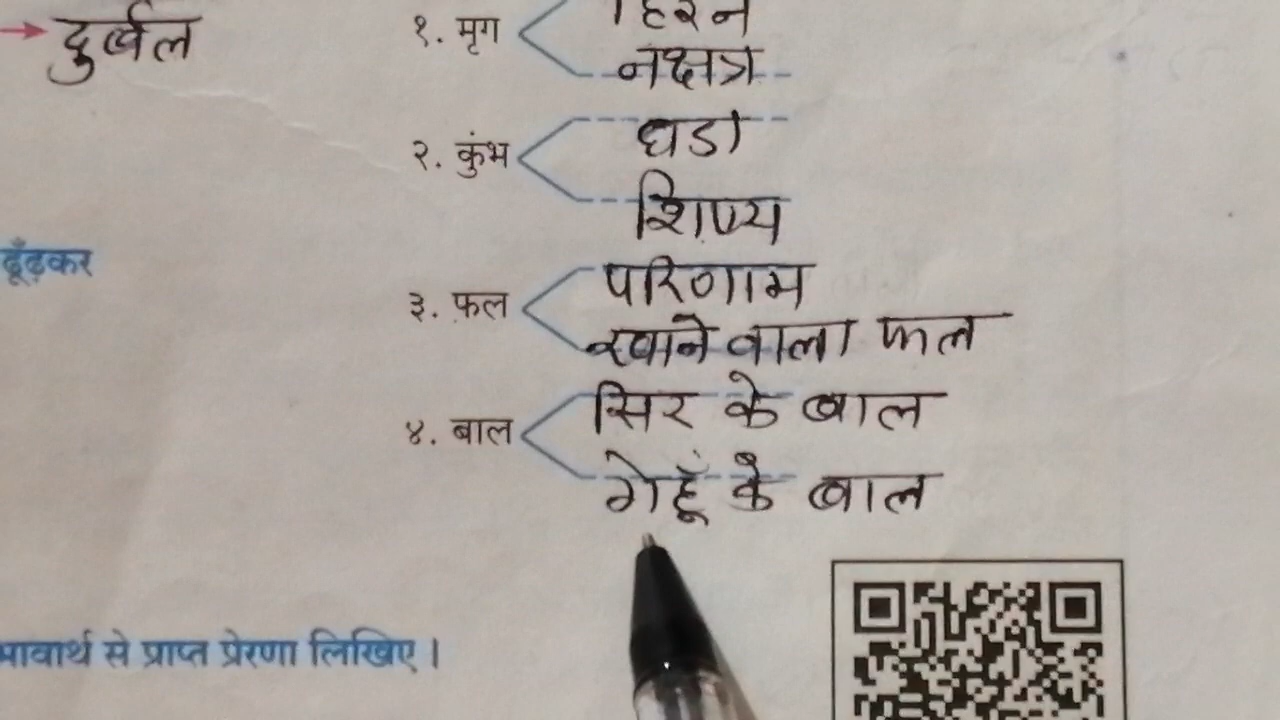 दुर्बल
१. मृग
हिरन
नक्षत्र
२. कुंभ
घडा
शिष्य
ढूँढ़कर
३. फल
परिणाम
खाने वाला फल
४. बाल
सिर के बाल
गेहूँ के बाल
भावार्थ से प्राप्त प्रेरणा लिखिए ।